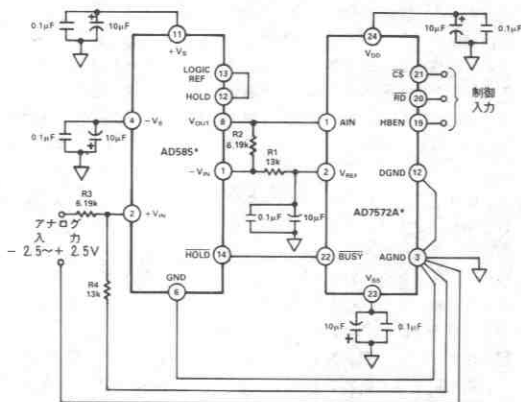 0.1μF
10μF
11
+VS
LOGIC REF
13
HOLD
12
4
-VS
0.1μF
10μF
VOUT
8
AD585*
R2
6.19k
R1
13k
-VIN
1
R3
6.19k
アナログ
入 力
- 2.5～+ 2.5V
2
+VIN
R4
13k
HOLD
14
GND
6
10μF
0.1μF
24
VDD
CS
21
RD
20
HBEN
19
制御
入力
1
AIN
AD7572A*
2
VREF
DGND
12
0.1μF
10μF
22
BUSY
AGND
3
VSS
23
10μF
0.1μF